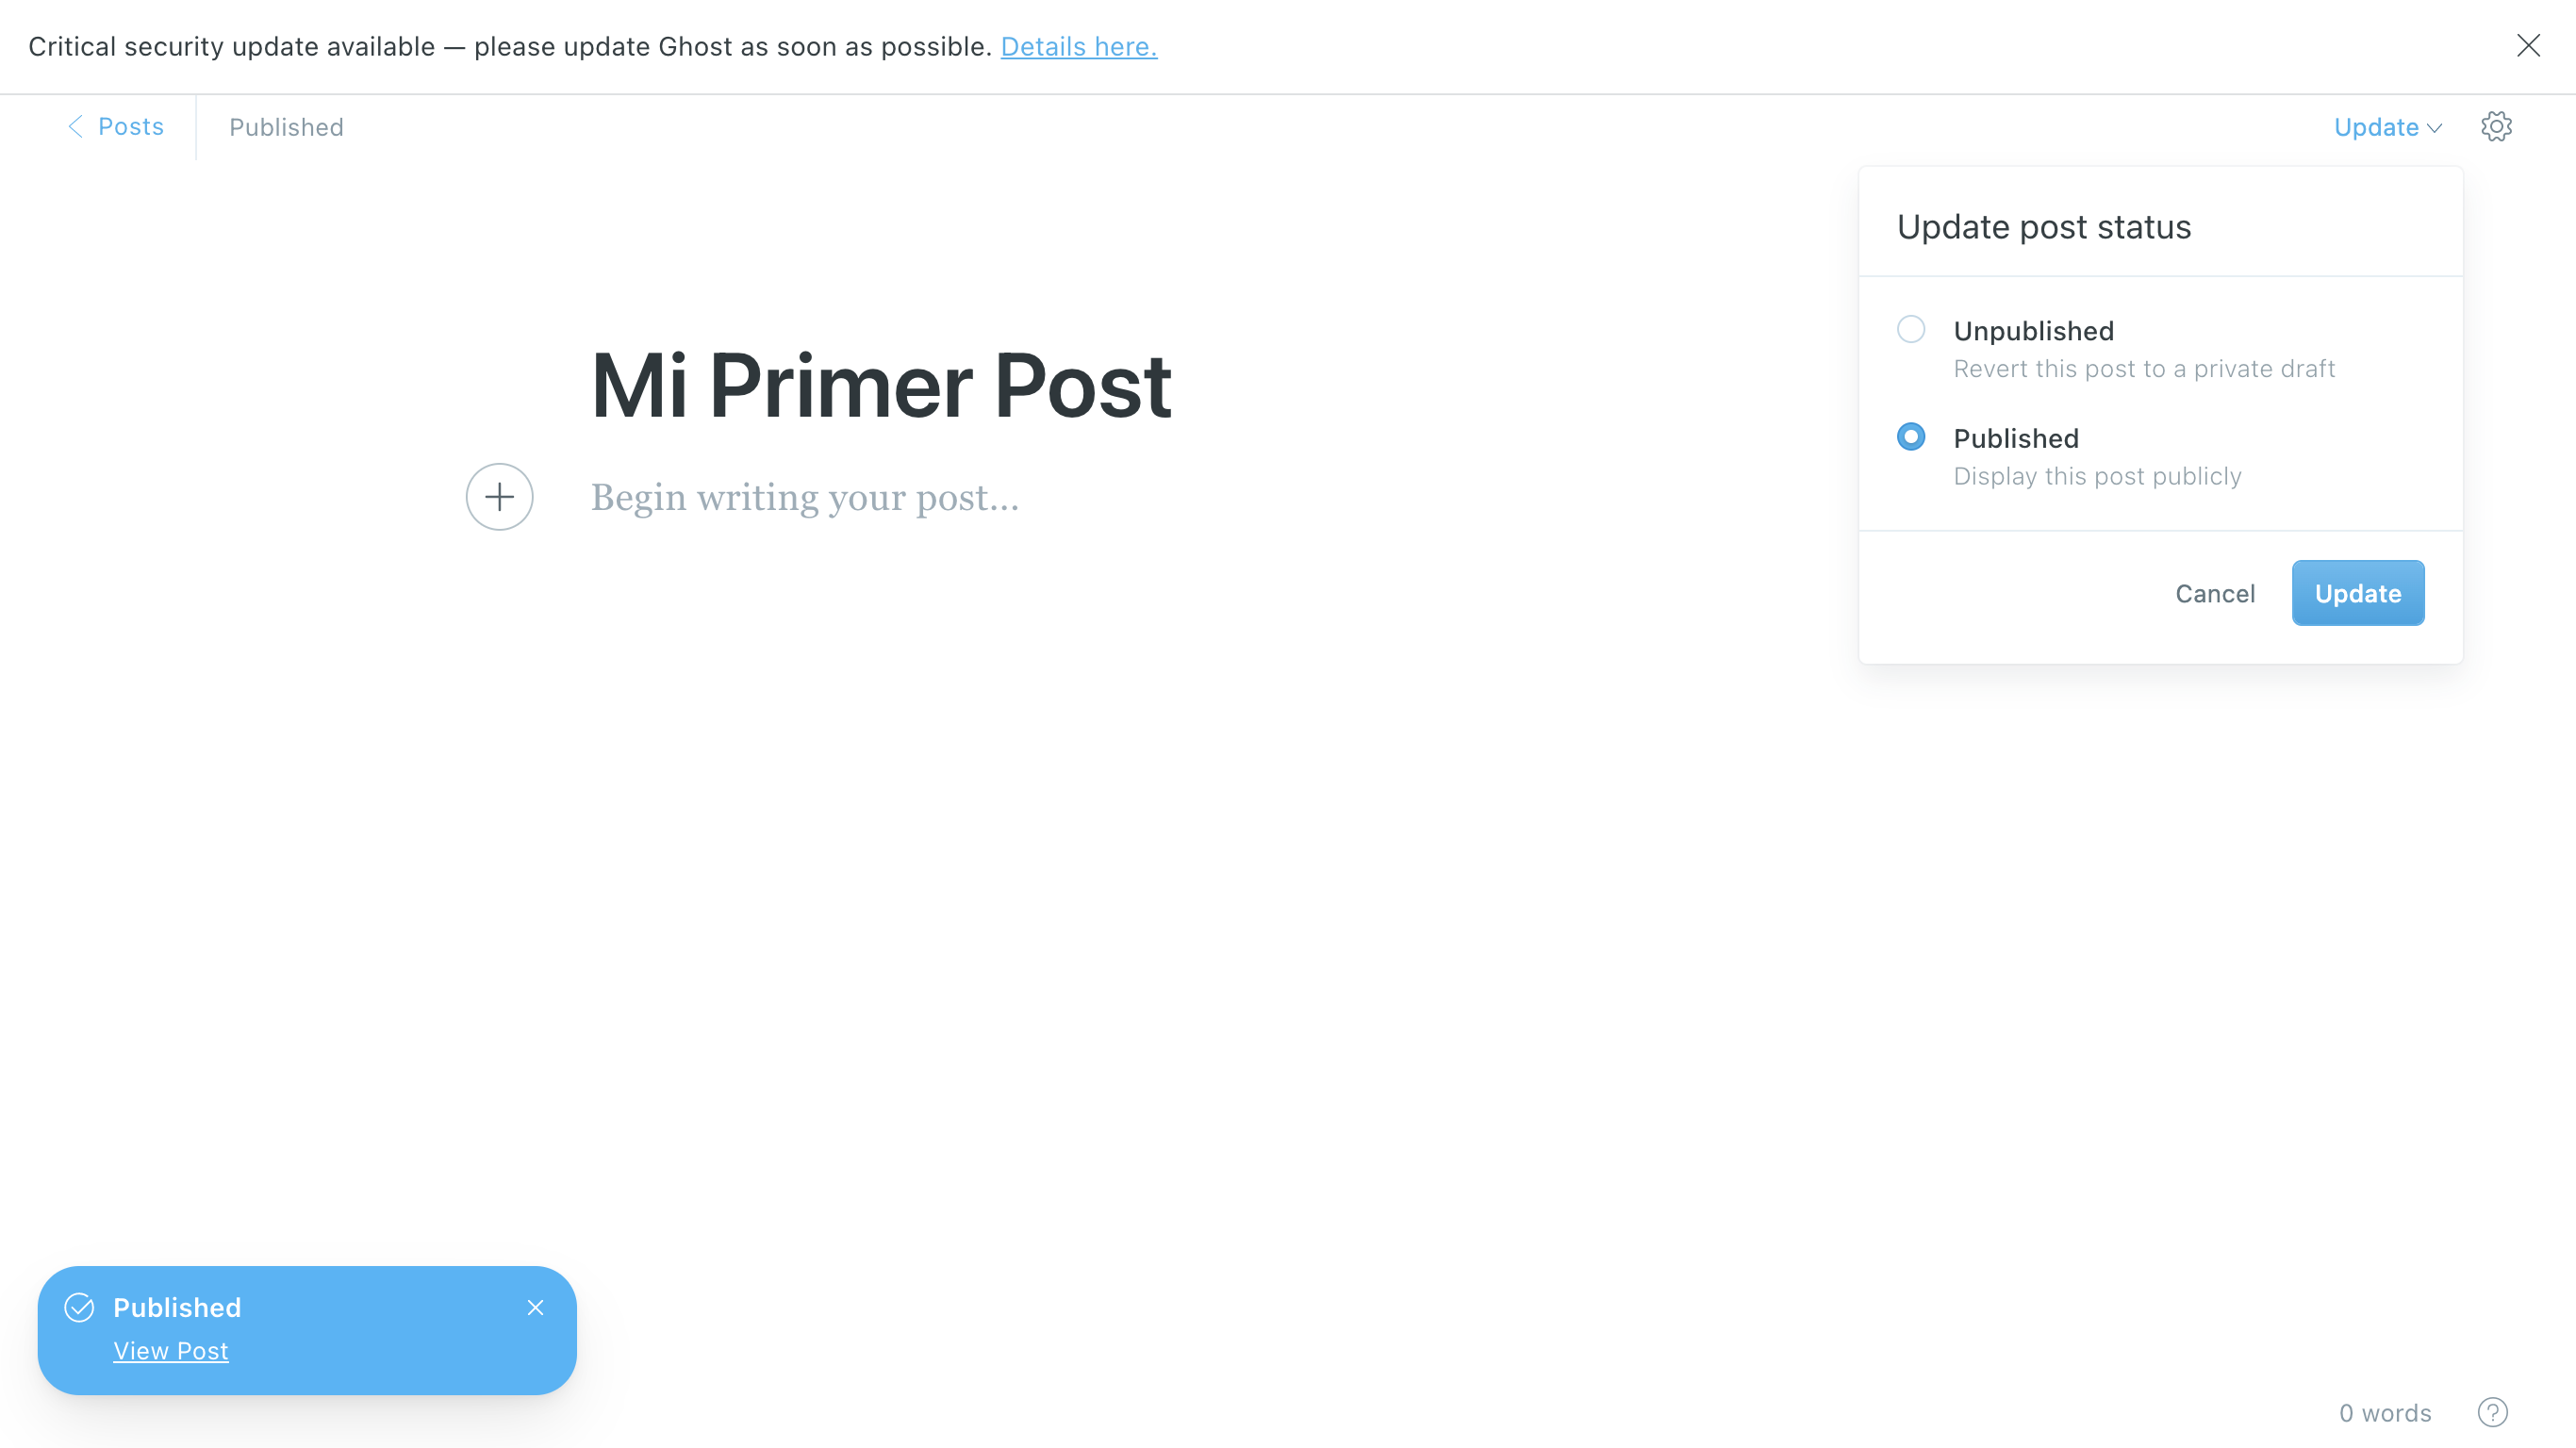 Critical security update available — please update Ghost as soon as possible. Details here.
Posts
Published
Update
Update post status
Unpublished
Revert this post to a private draft
Published
Display this post publicly
Cancel
Update
Mi Primer Post
Begin writing your post...
Published
View Post
0 words
?